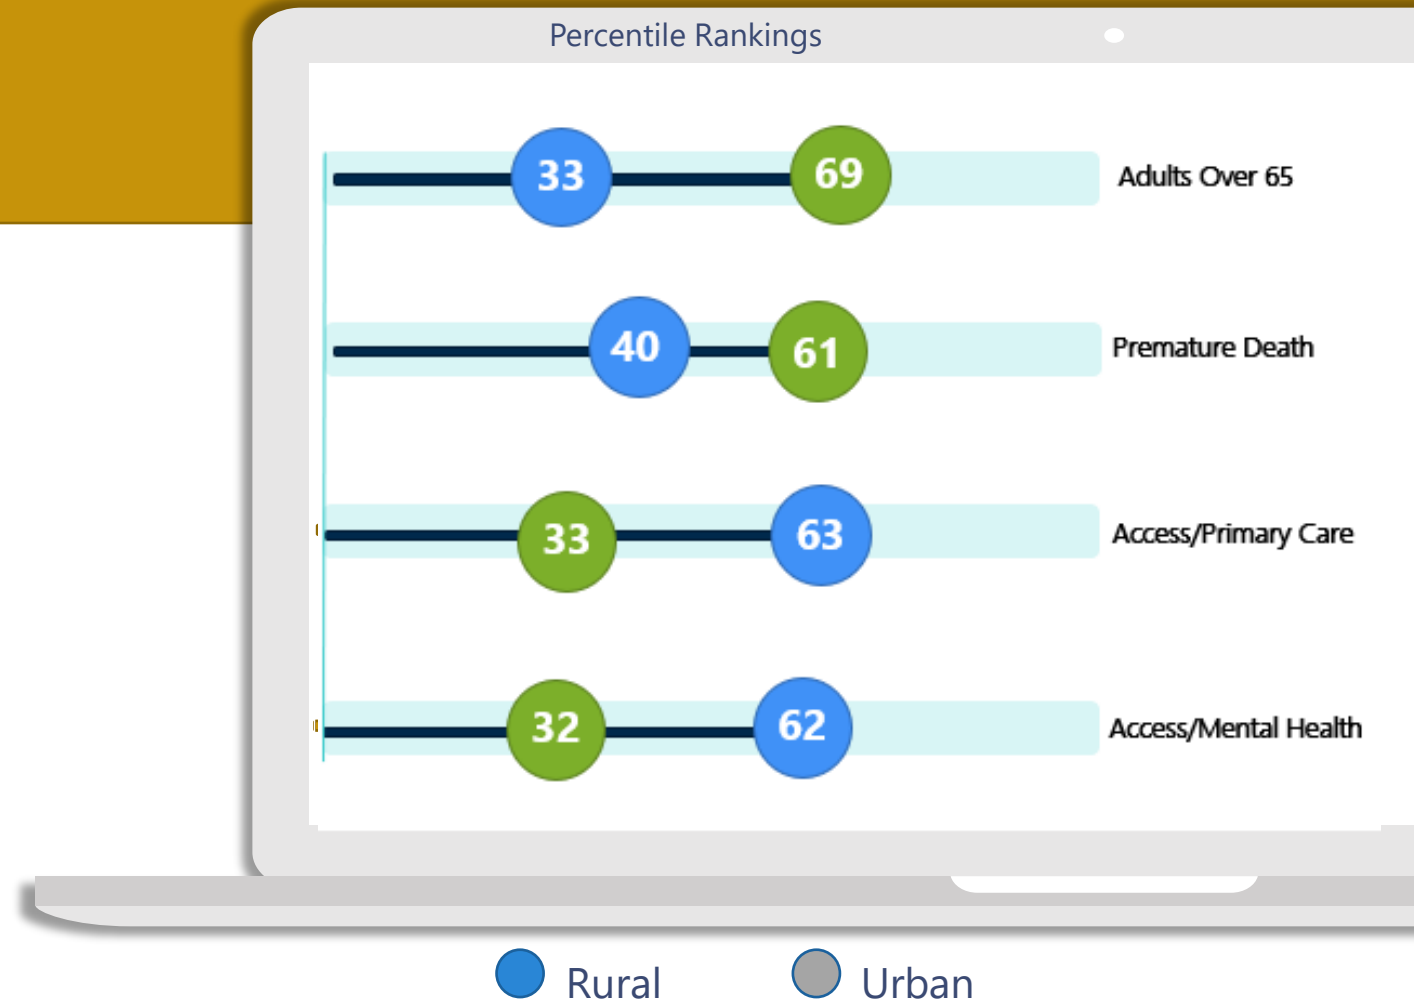 Percentile Rankings
33 69 Adults Over 65
40 61 Premature Death
33 63 Access/Primary Care
32 62 Access/Mental Health
Rural Urban